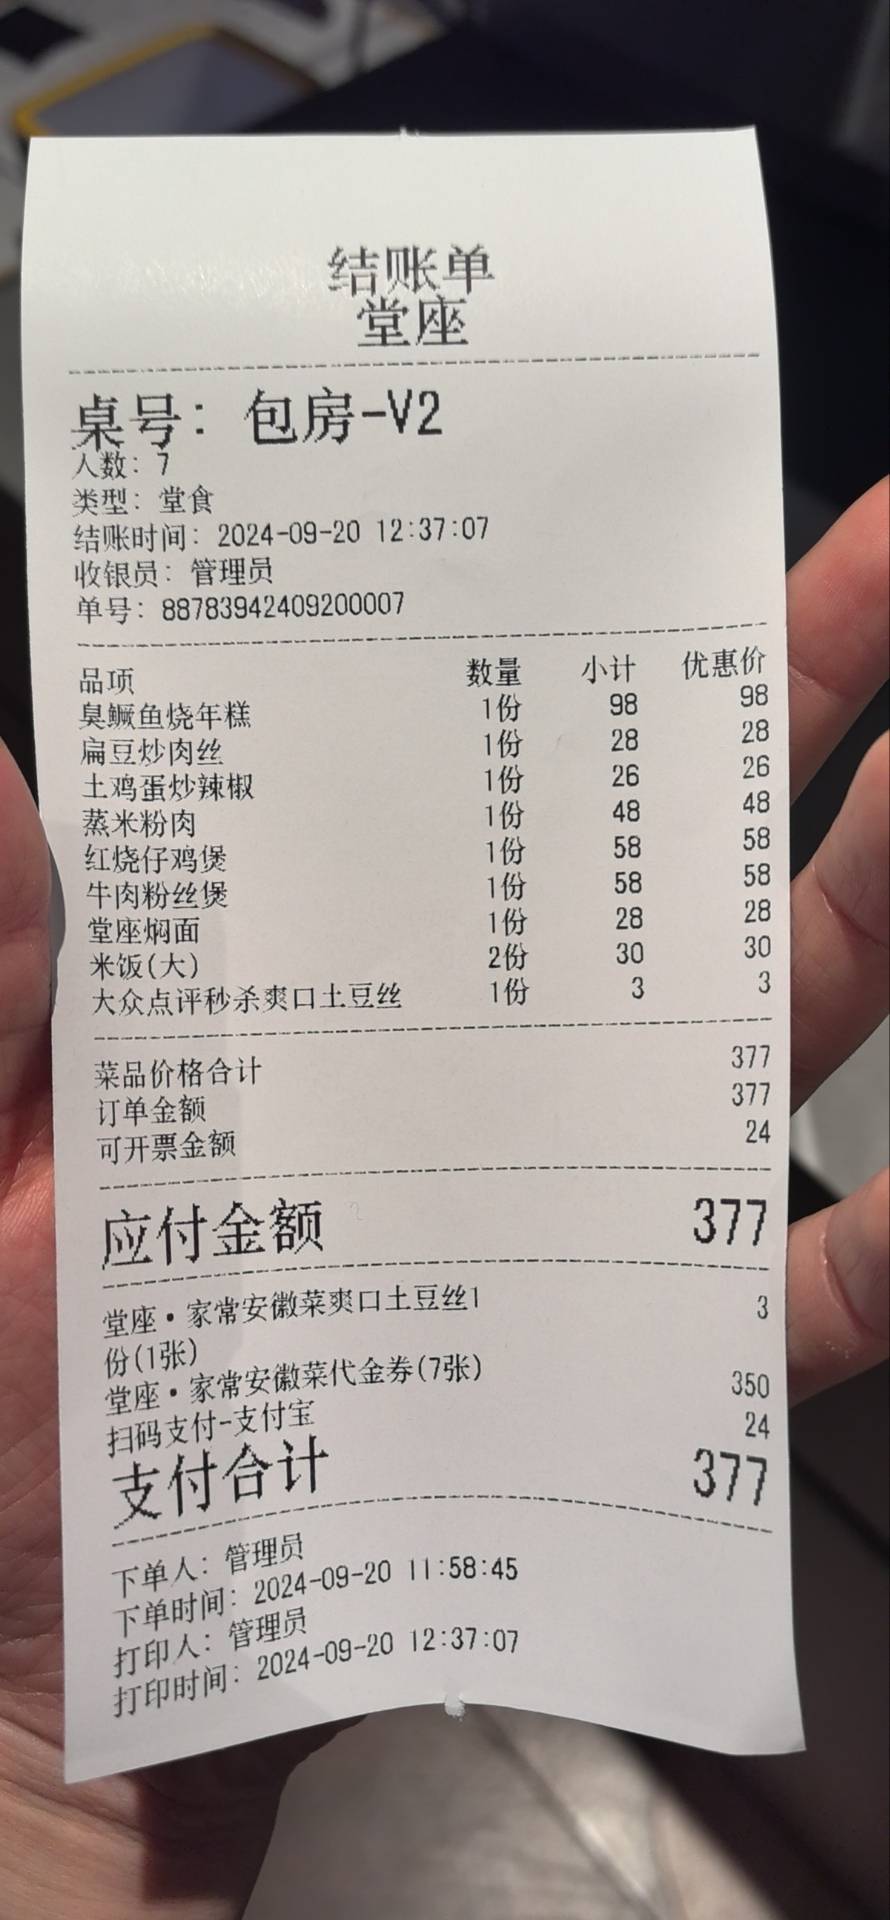 结账单
堂座
桌号：包房-V2
人数：7
类型：堂食
结账时间：2024-09-20 12:37:07
收银员：管理员
单号：88783942409200007
品项 数量 小计 优惠价
臭鳜鱼烧年糕 1份 98 98
扁豆炒肉丝 1份 28 28
土鸡蛋炒辣椒 1份 26 26
蒸米粉肉 1份 48 48
红烧仔鸡煲 1份 58 58
牛肉粉丝煲 1份 58 58
堂座焖面 1份 28 28
米饭(大) 2份 30 30
大众点评秒杀爽口土豆丝 1份 3 3
菜品价格合计 377
订单金额 377
可开票金额 24
应付金额 377
堂座•家常安徽菜爽口土豆丝1 3
份(1张)
堂座•家常安徽菜代金券(7张) 350
扫码支付-支付宝 24
支付合计 377
下单人：管理员
下单时间：2024-09-20 11:58:45
打印人：管理员
打印时间：2024-09-20 12:37:07